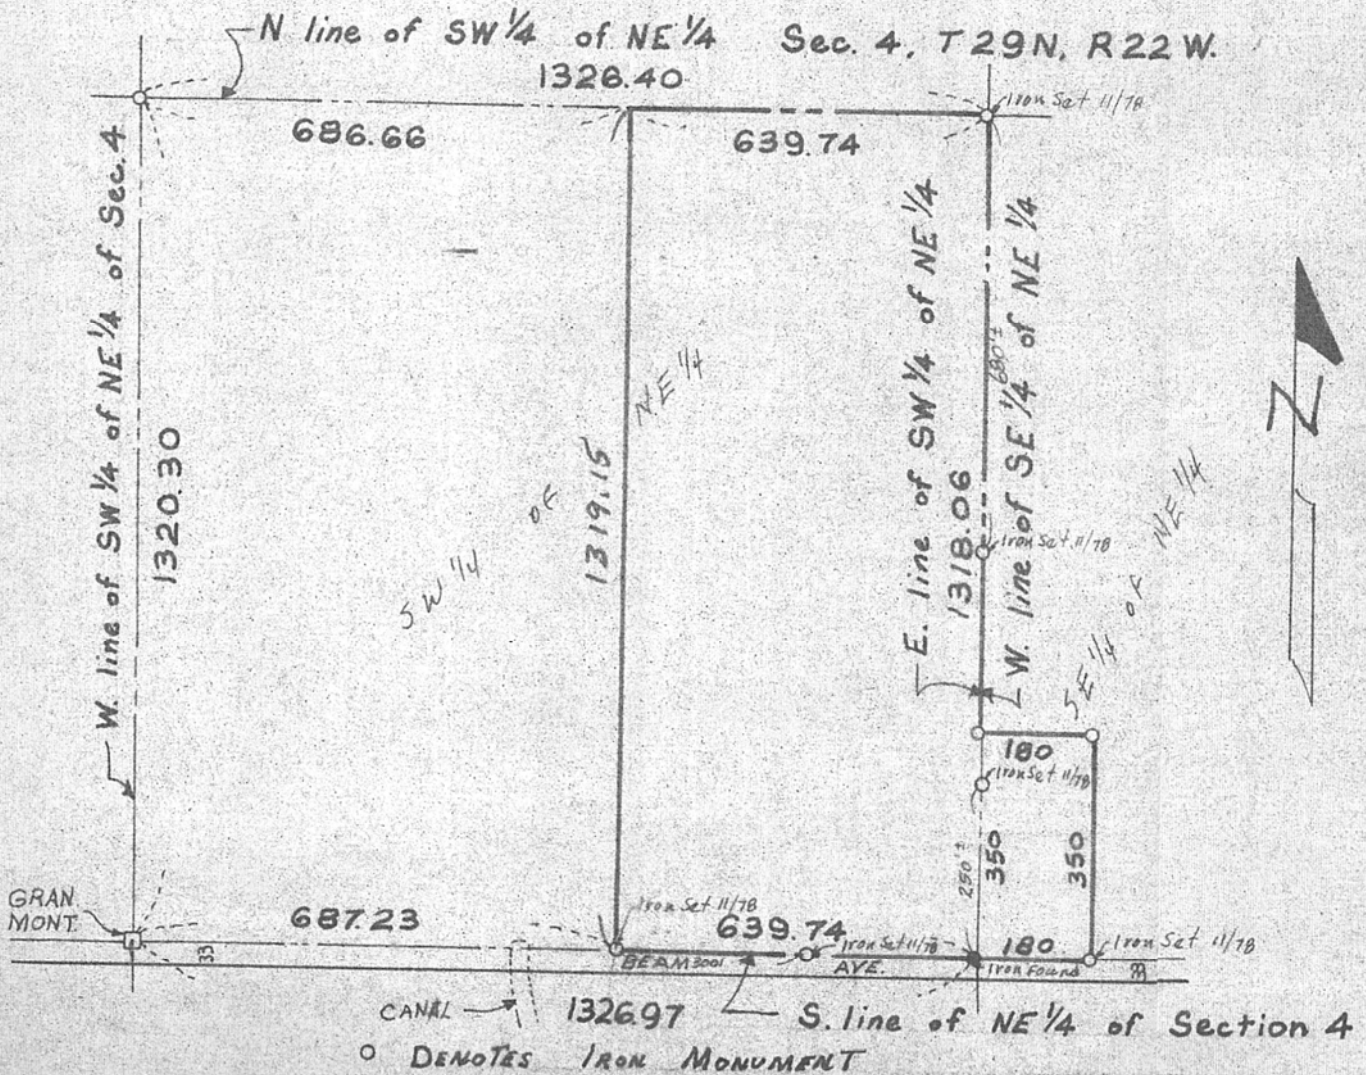 N line of SW 1/4 of NE 1/4 Sec. 4, T29N, R22W.
1326.40
Iron Set 11/78
686.66
639.74
W. line of SW 1/4 of NE 1/4 of Sec. 4
1320.30
SW 1/4 OF NE 1/4
1319.15
E. line of SW 1/4 of NE 1/4
1318.06
680'±
W. line of SE 1/4 of NE 1/4
SE 1/4 OF NE 1/4
N
Iron Set 11/78
180
Iron Set 11/78
250'±
350
350
GRAN.
MONT.
687.23
Iron Set 11/78
639.74
Iron Set 11/78
180
Iron Set 11/78
33
BEAM
AVE.
Iron Found
CANAL
1326.97
S. line of NE 1/4 of Section 4
o DENOTES IRON MONUMENT